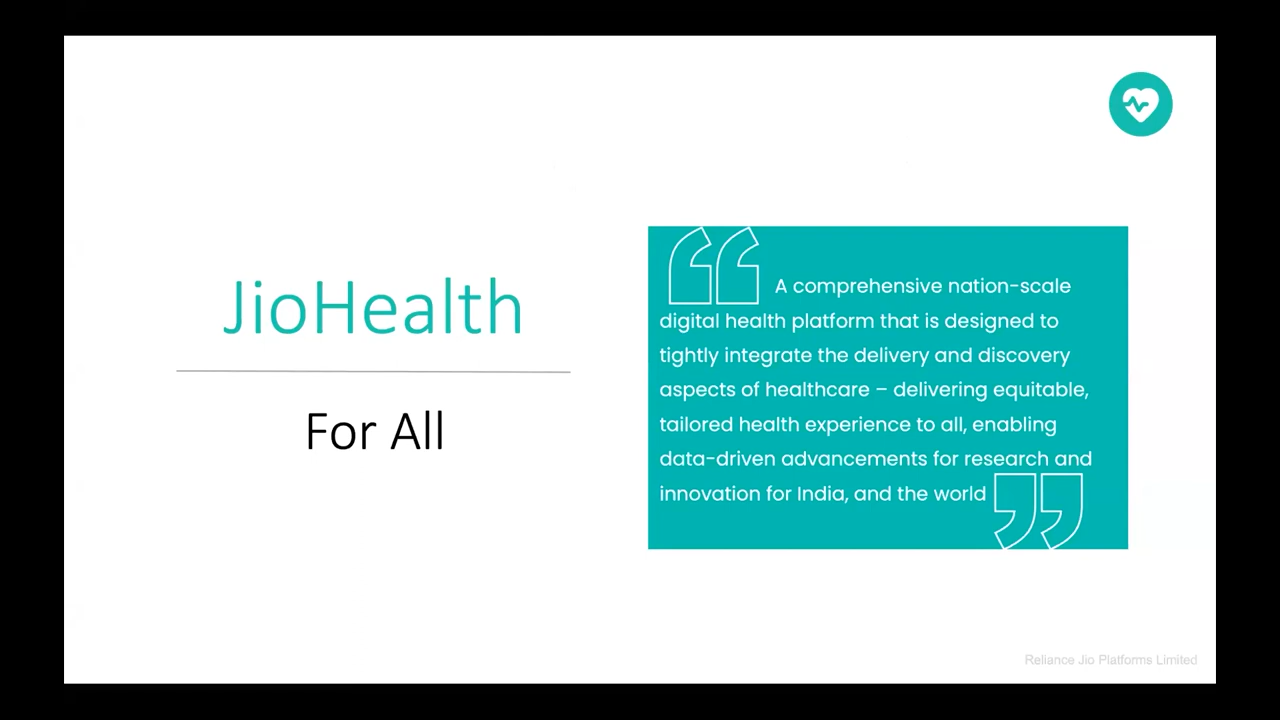 JioHealth
For All
A comprehensive nation-scale
digital health platform that is designed to
tightly integrate the delivery and discovery
aspects of healthcare – delivering equitable,
tailored health experience to all, enabling
data-driven advancements for research and
innovation for India, and the world
Reliance Jio Platforms Limited